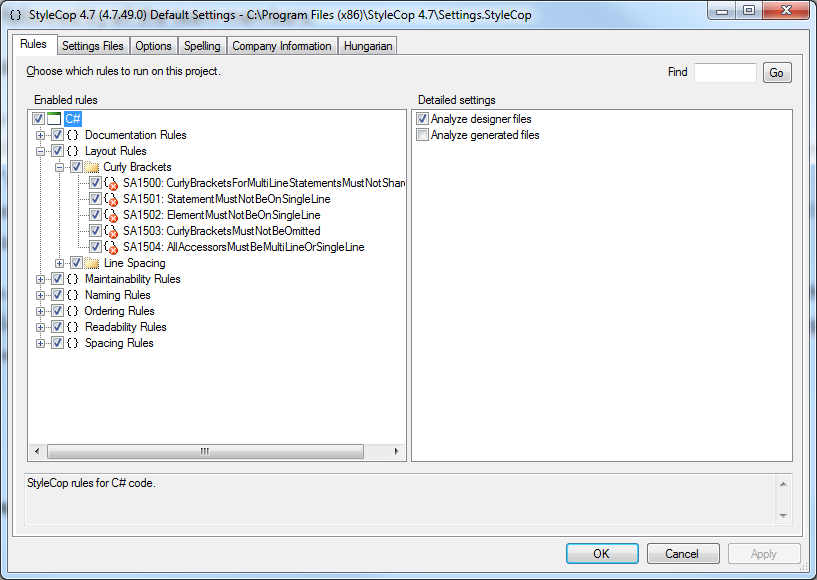 StyleCop 4.7 (4.7.49.0) Default Settings - C:\Program Files (x86)\StyleCop 4.7\Settings.StyleCop
Rules Settings Files Options Spelling Company Information Hungarian
Choose which rules to run on this project.
Find Go
Enabled rules
C#
{} Documentation Rules
{} Layout Rules
Curly Brackets
SA1500: CurlyBracketsForMultiLineStatementsMustNotShar
SA1501: StatementMustNotBeOnSingleLine
SA1502: ElementMustNotBeOnSingleLine
SA1503: CurlyBracketsMustNotBeOmitted
SA1504: AllAccessorsMustBeMultiLineOrSingleLine
Line Spacing
{} Maintainability Rules
{} Naming Rules
{} Ordering Rules
{} Readability Rules
{} Spacing Rules
Detailed settings
Analyze designer files
Analyze generated files
StyleCop rules for C# code.
OK Cancel Apply